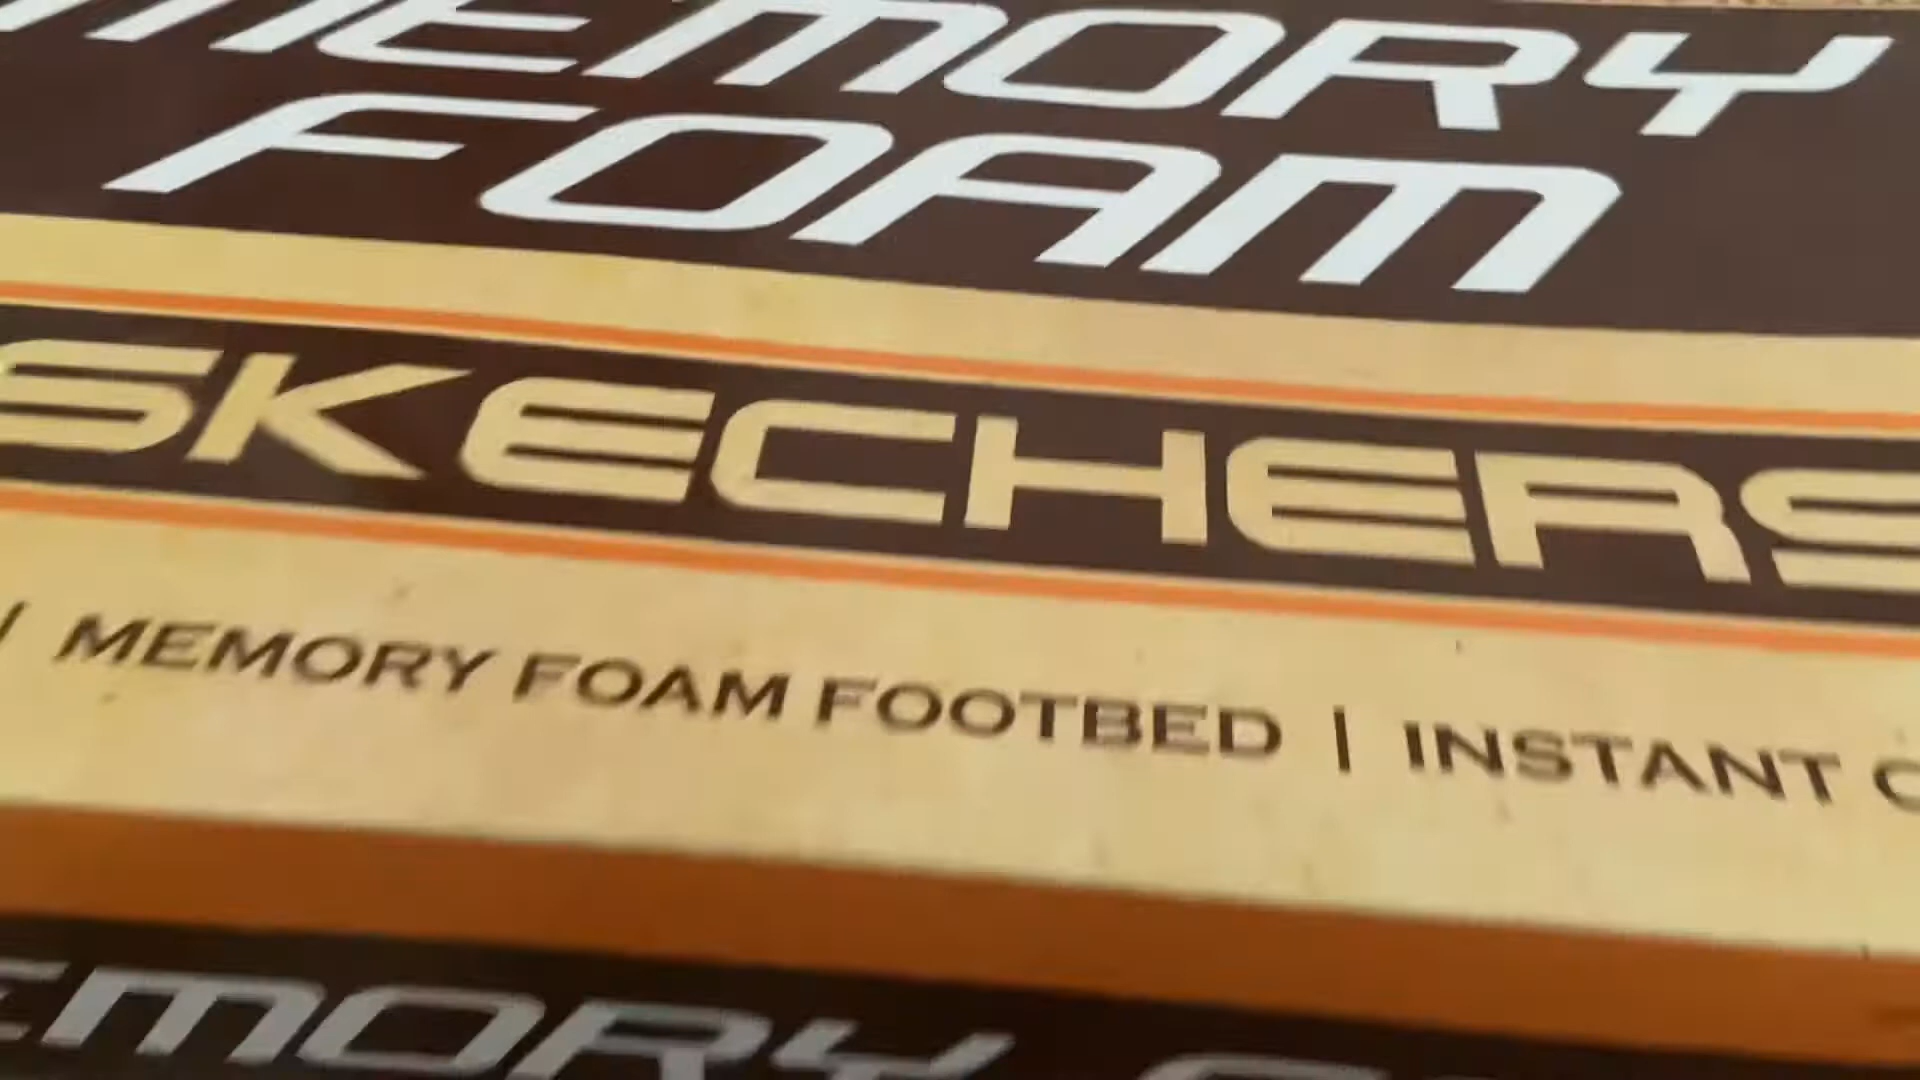 MEMORY
FOAM
SKECHERS
MEMORY FOAM FOOTBED | INSTANT